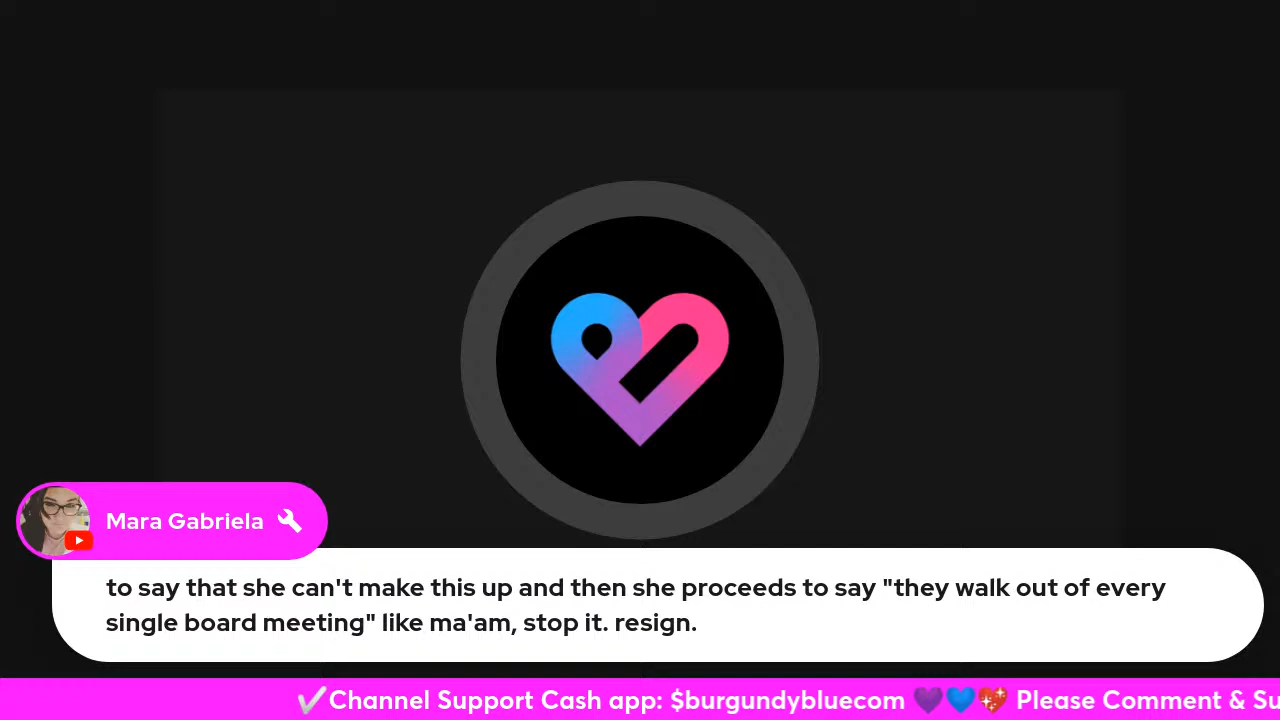 Mara Gabriela
to say that she can't make this up and then she proceeds to say "they walk out of every
single board meeting" like ma'am, stop it. resign.
✔️Channel Support Cash app: $burgundybluecom 💜💙💖 Please Comment & Su